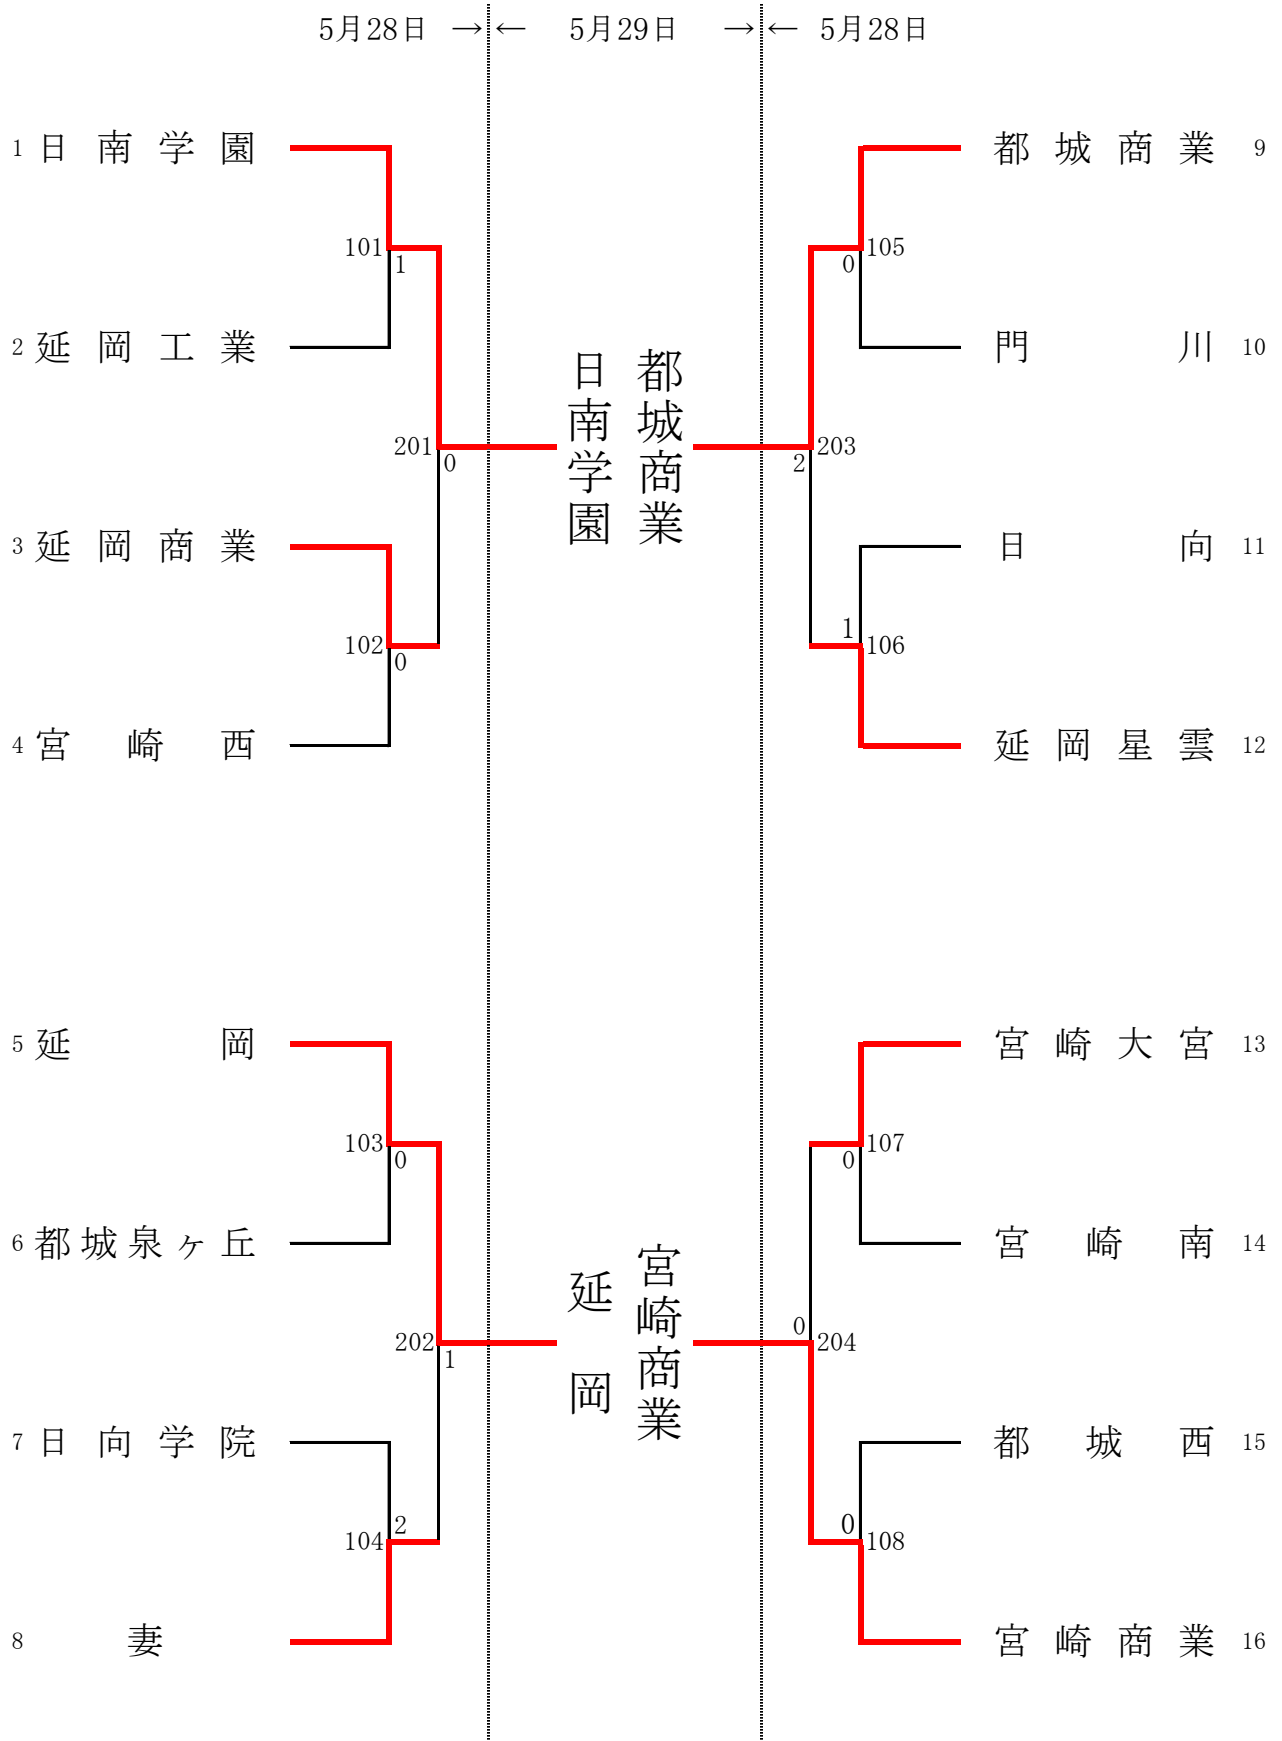 5月28日 →← 5月29日 →← 5月28日
1 日南学園
都城商業 9
101
1
0
105
2 延岡工業
門川 10
日南学園
都城商業
201
0
2
203
3 延岡商業
日向 11
102
0
1
106
4 宮崎西
延岡星雲 12
5 延岡
宮崎大宮 13
103
0
0
107
6 都城泉ヶ丘
宮崎南 14
延岡
宮崎商業
202
1
0
204
7 日向学院
都城西 15
104
2
0
108
8 妻
宮崎商業 16